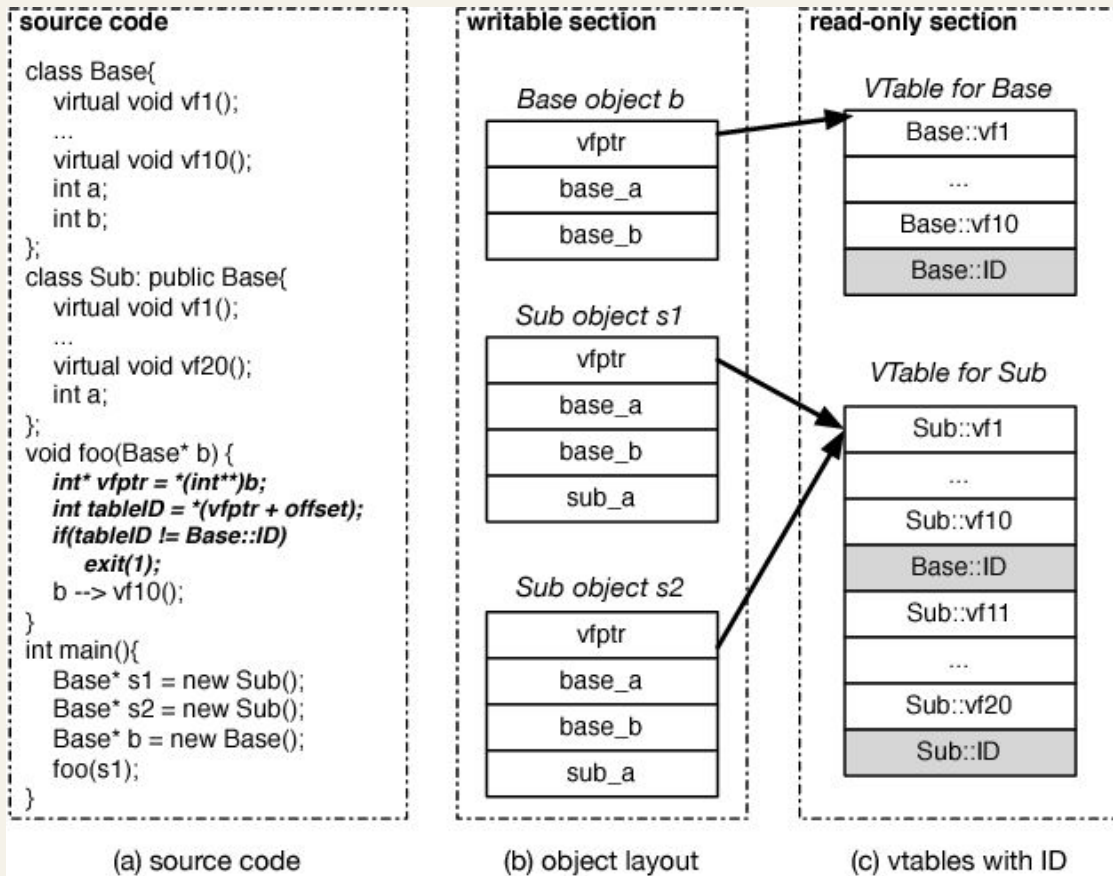 source code
class Base{
virtual void vf1();
...
virtual void vf10();
int a;
int b;
};
class Sub: public Base{
virtual void vf1();
...
virtual void vf20();
int a;
};
void foo(Base* b) {
int* vfptr = *(int**)b;
int tableID = *(vfptr + offset);
if(tableID != Base::ID)
exit(1);
b --> vf10();
}
int main(){
Base* s1 = new Sub();
Base* s2 = new Sub();
Base* b = new Base();
foo(s1);
}
(a) source code
writable section
Base object b
vfptr
base_a
base_b
Sub object s1
vfptr
base_a
base_b
sub_a
Sub object s2
vfptr
base_a
base_b
sub_a
(b) object layout
read-only section
VTable for Base
Base::vf1
...
Base::vf10
Base::ID
VTable for Sub
Sub::vf1
...
Sub::vf10
Base::ID
Sub::vf11
...
Sub::vf20
Sub::ID
(c) vtables with ID